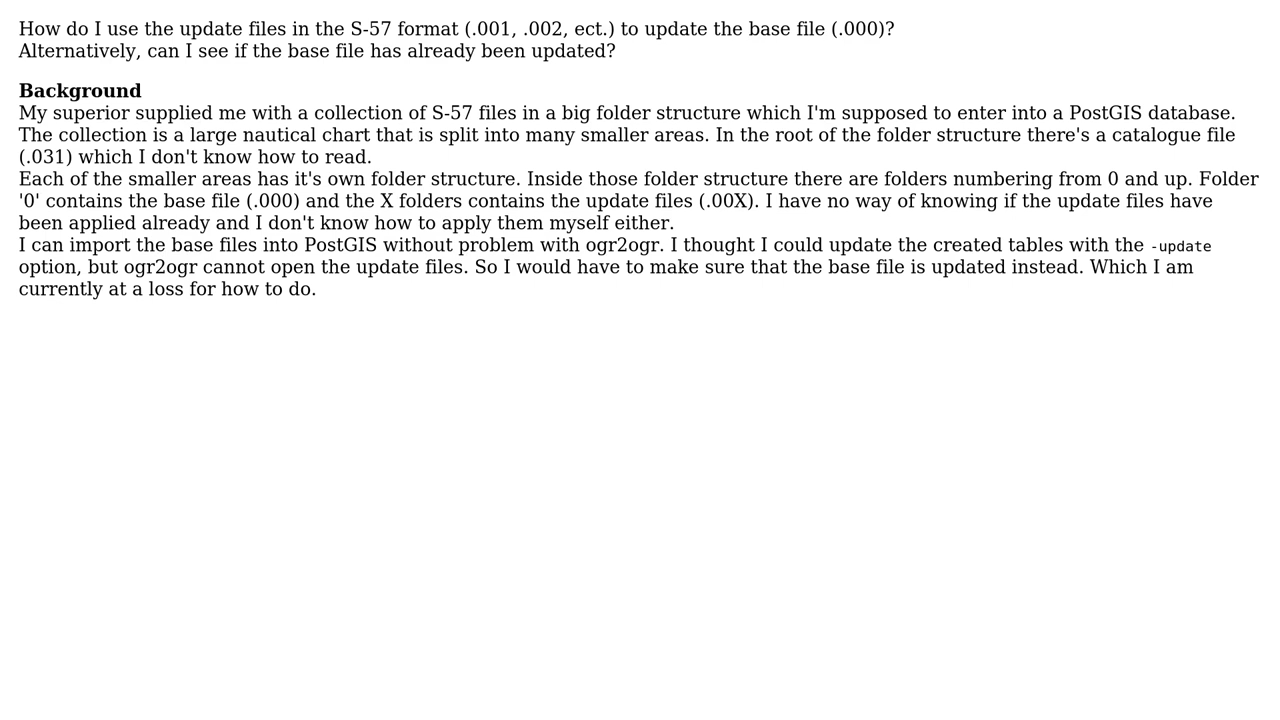 How do I use the update files in the S-57 format (.001, .002, ect.) to update the base file (.000)?
Alternatively, can I see if the base file has already been updated?
Background
My superior supplied me with a collection of S-57 files in a big folder structure which I'm supposed to enter into a PostGIS database.
The collection is a large nautical chart that is split into many smaller areas. In the root of the folder structure there's a catalogue file
(.031) which I don't know how to read.
Each of the smaller areas has it's own folder structure. Inside those folder structure there are folders numbering from 0 and up. Folder
'0' contains the base file (.000) and the X folders contains the update files (.00X). I have no way of knowing if the update files have
been applied already and I don't know how to apply them myself either.
I can import the base files into PostGIS without problem with ogr2ogr. I thought I could update the created tables with the -update
option, but ogr2ogr cannot open the update files. So I would have to make sure that the base file is updated instead. Which I am
currently at a loss for how to do.